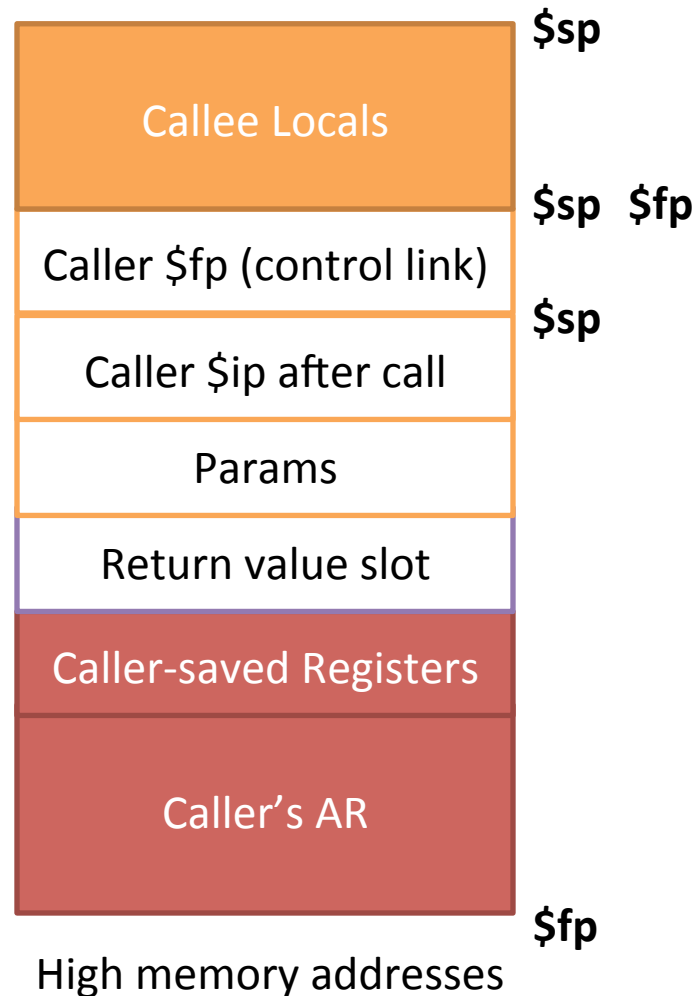 $sp
Callee Locals
$sp $fp
Caller $fp (control link)
$sp
Caller $ip after call
Params
Return value slot
Caller-saved Registers
Caller’s AR
$fp
High memory addresses